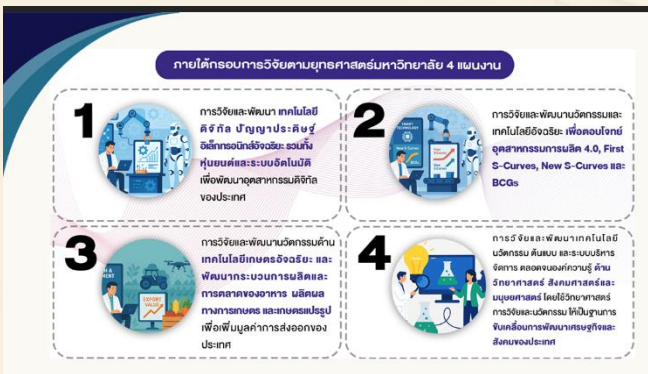 ภายใต้กรอบการวิจัยตามยุทธศาสตร์มหาวิทยาลัย 4 แผนงาน
1
การวิจัยและพัฒนา เทคโนโลยี
ดิจิทัล ปัญญาประดิษฐ์
อิเล็กทรอนิกส์อัจฉริยะ รวมทั้ง
หุ่นยนต์และระบบอัตโนมัติ
เพื่อพัฒนาอุตสาหกรรมดิจิทัล
ของประเทศ
2
การวิจัยและพัฒนานวัตกรรมและ
เทคโนโลยีอัจฉริยะ เพื่อตอบโจทย์
อุตสาหกรรมการผลิต 4.0, First
S-Curves, New S-Curves และ
BCGs
3
การวิจัยและพัฒนานวัตกรรมด้าน
เทคโนโลยีเกษตรอัจฉริยะ และ
พัฒนากระบวนการผลิตและ
การตลาดของอาหาร ผลิตผล
ทางการเกษตร และเกษตรแปรรูป
เพื่อเพิ่มมูลค่าการส่งออกของ
ประเทศ
EXPORT
VALUE
4
การวิจัยและพัฒนาเทคโนโลยี
นวัตกรรม ต้นแบบ และระบบบริหาร
จัดการ ตลอดจนองค์ความรู้ ด้าน
วิทยาศาสตร์ สังคมศาสตร์และ
มนุษยศาสตร์ โดยใช้วิทยาศาสตร์
การวิจัยและนวัตกรรม ให้เป็นฐานการ
ขับเคลื่อนการพัฒนาเศรษฐกิจและ
สังคมของประเทศ